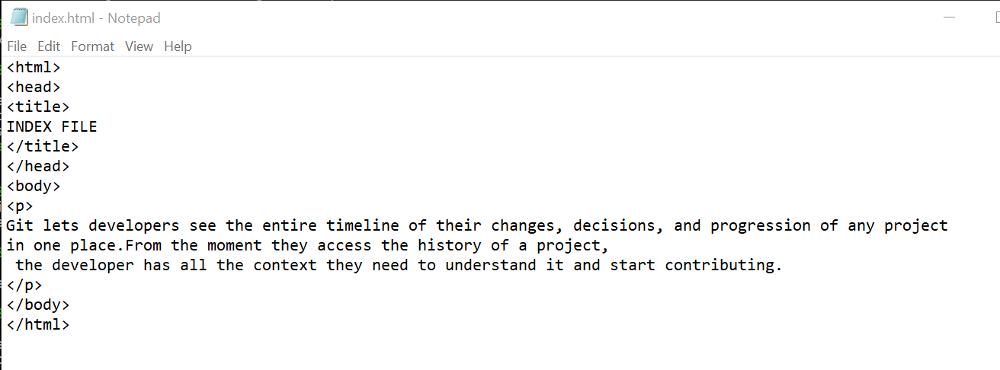 index.html - Notepad
File Edit Format View Help
<html>
<head>
<title>
INDEX FILE
</title>
</head>
<body>
<p>
Git lets developers see the entire timeline of their changes, decisions, and progression of any project
in one place.From the moment they access the history of a project,
 the developer has all the context they need to understand it and start contributing.
</p>
</body>
</html>